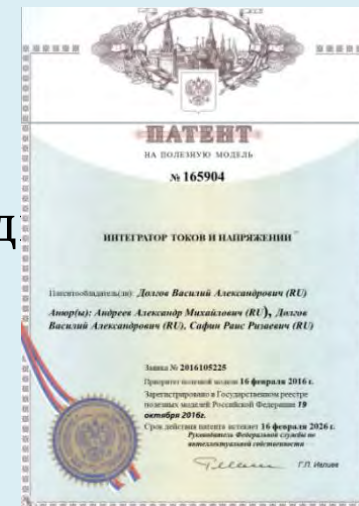 ПАТЕНТ
НА ПОЛЕЗНУЮ МОДЕЛЬ
№ 165904
ИНТЕГРАТОР ТОКОВ И НАПРЯЖЕНИИ
Патентообладатель(ли): Долгов Василий Александрович (RU)
Автор(ы): Андреев Александр Михайлович (RU), Долгов
Василий Александрович (RU), Сафин Раис Ризаевич (RU)
Заявка № 2016105225
Приоритет полезной модели 16 февраля 2016 г.
Зарегистрировано в Государственном реестре
полезных моделей Российской Федерации 19
октября 2016г.
Срок действия патента истекает 16 февраля 2026 г.
Руководитель Федеральной службы по
интеллектуальной собственности
Г.П. Ивлиев